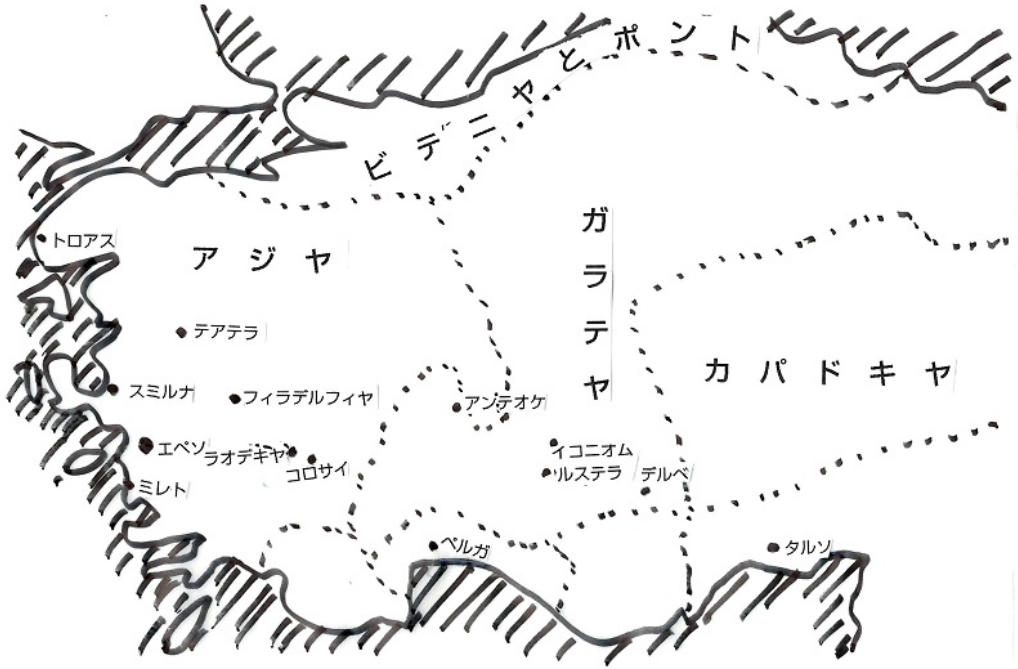 ビデニヤとポント
トロアス
アジヤ
ガラテヤ
テアテラ
カパドキヤ
スミルナ
フィラデルフィヤ
アンテオケ
エペソ
ラオデキヤ
コロサイ
イコニオム
ルステラ
デルベ
ミレト
ペルガ
タルソ